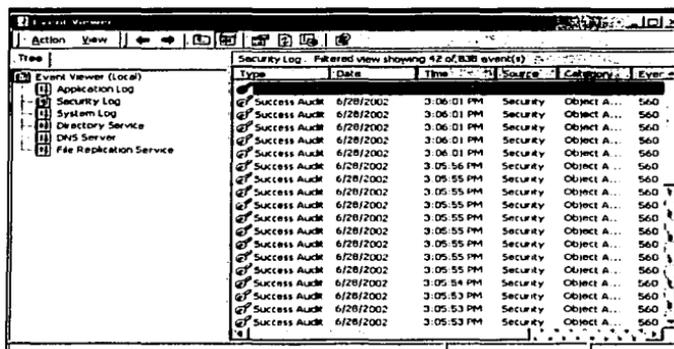 Event Viewer
Action View
Tree
Security Log Filtered view showing 42 of 838 event(s)
Type Date Time Source Category Even
Event Viewer (Local)
Application Log
Security Log
System Log
Directory Service
DNS Server
File Replication Service
Success Audit 6/28/2002 3:06:01 PM Security Object A... 560
Success Audit 6/28/2002 3:06:01 PM Security Object A... 560
Success Audit 6/28/2002 3:06:01 PM Security Object A... 560
Success Audit 6/28/2002 3:06:01 PM Security Object A... 560
Success Audit 6/28/2002 3:06:01 PM Security Object A... 560
Success Audit 6/28/2002 3:05:56 PM Security Object A... 560
Success Audit 6/28/2002 3:05:55 PM Security Object A... 560
Success Audit 6/28/2002 3:05:55 PM Security Object A... 560
Success Audit 6/28/2002 3:05:55 PM Security Object A... 560
Success Audit 6/28/2002 3:05:55 PM Security Object A... 560
Success Audit 6/28/2002 3:05:55 PM Security Object A... 560
Success Audit 6/28/2002 3:05:55 PM Security Object A... 560
Success Audit 6/28/2002 3:05:55 PM Security Object A... 560
Success Audit 6/28/2002 3:05:54 PM Security Object A... 560
Success Audit 6/28/2002 3:05:53 PM Security Object A... 560
Success Audit 6/28/2002 3:05:53 PM Security Object A... 560
Success Audit 6/28/2002 3:05:53 PM Security Object A... 560